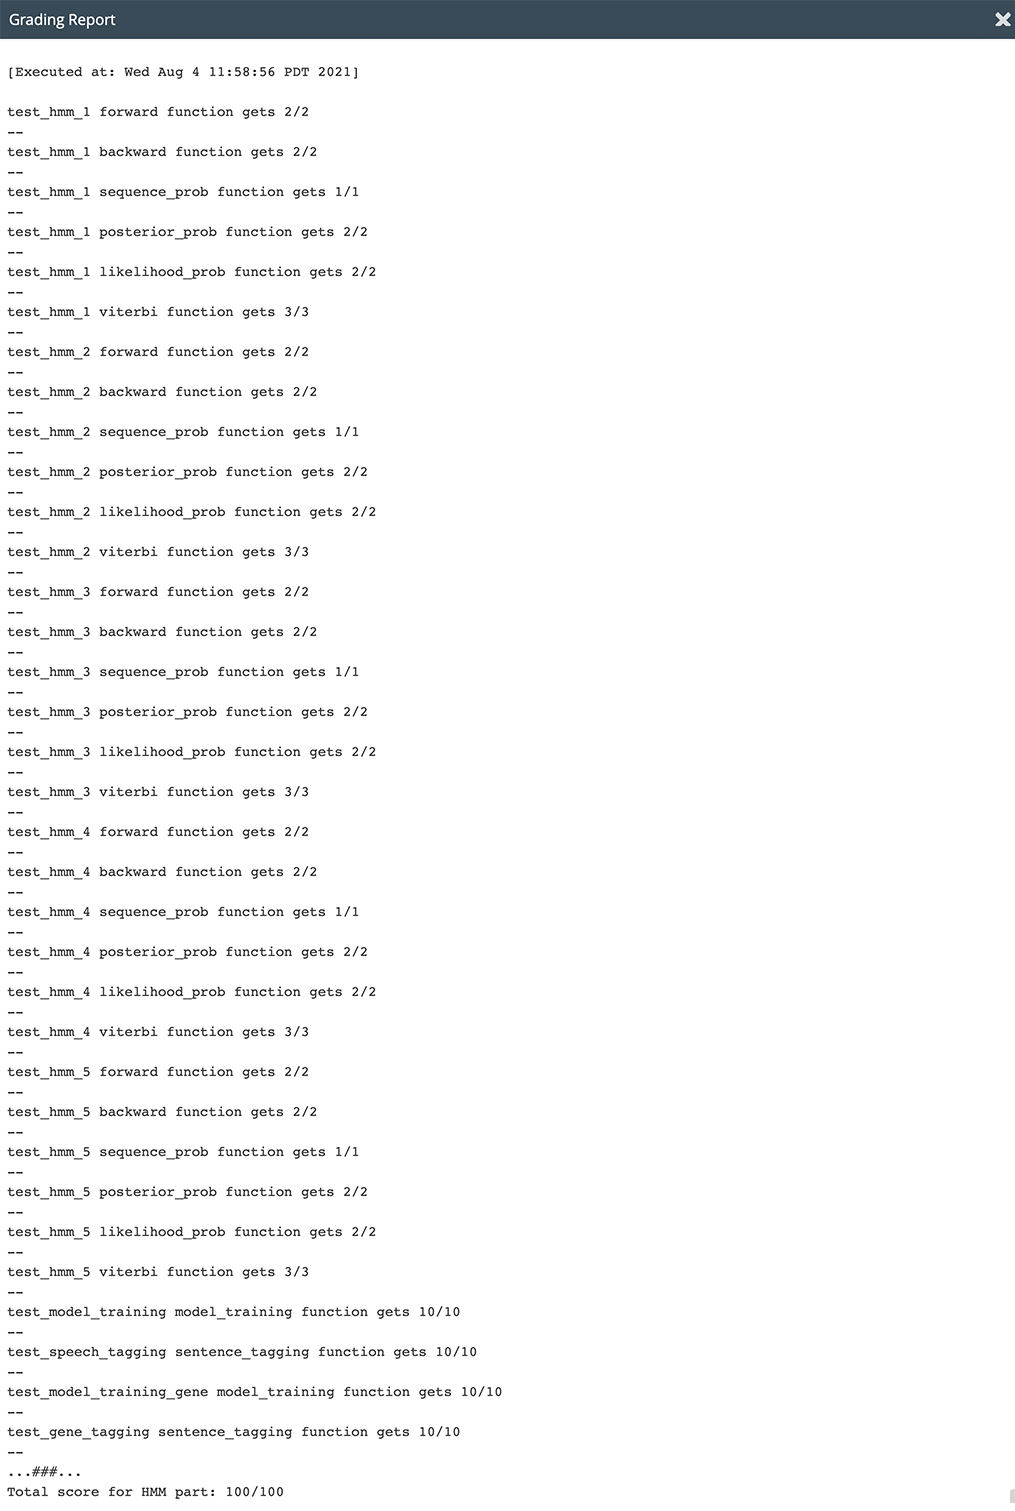 Grading Report
[Executed at: Wed Aug 4 11:58:56 PDT 2021]
test_hmm_1 forward function gets 2/2
--
test_hmm_1 backward function gets 2/2
--
test_hmm_1 sequence_prob function gets 1/1
--
test_hmm_1 posterior_prob function gets 2/2
--
test_hmm_1 likelihood_prob function gets 2/2
--
test_hmm_1 viterbi function gets 3/3
--
test_hmm_2 forward function gets 2/2
--
test_hmm_2 backward function gets 2/2
--
test_hmm_2 sequence_prob function gets 1/1
--
test_hmm_2 posterior_prob function gets 2/2
--
test_hmm_2 likelihood_prob function gets 2/2
--
test_hmm_2 viterbi function gets 3/3
--
test_hmm_3 forward function gets 2/2
--
test_hmm_3 backward function gets 2/2
--
test_hmm_3 sequence_prob function gets 1/1
--
test_hmm_3 posterior_prob function gets 2/2
--
test_hmm_3 likelihood_prob function gets 2/2
--
test_hmm_3 viterbi function gets 3/3
--
test_hmm_4 forward function gets 2/2
--
test_hmm_4 backward function gets 2/2
--
test_hmm_4 sequence_prob function gets 1/1
--
test_hmm_4 posterior_prob function gets 2/2
--
test_hmm_4 likelihood_prob function gets 2/2
--
test_hmm_4 viterbi function gets 3/3
--
test_hmm_5 forward function gets 2/2
--
test_hmm_5 backward function gets 2/2
--
test_hmm_5 sequence_prob function gets 1/1
--
test_hmm_5 posterior_prob function gets 2/2
--
test_hmm_5 likelihood_prob function gets 2/2
--
test_hmm_5 viterbi function gets 3/3
--
test_model_training model_training function gets 10/10
--
test_speech_tagging sentence_tagging function gets 10/10
--
test_model_training_gene model_training function gets 10/10
--
test_gene_tagging sentence_tagging function gets 10/10
--
...###...
Total score for HMM part: 100/100